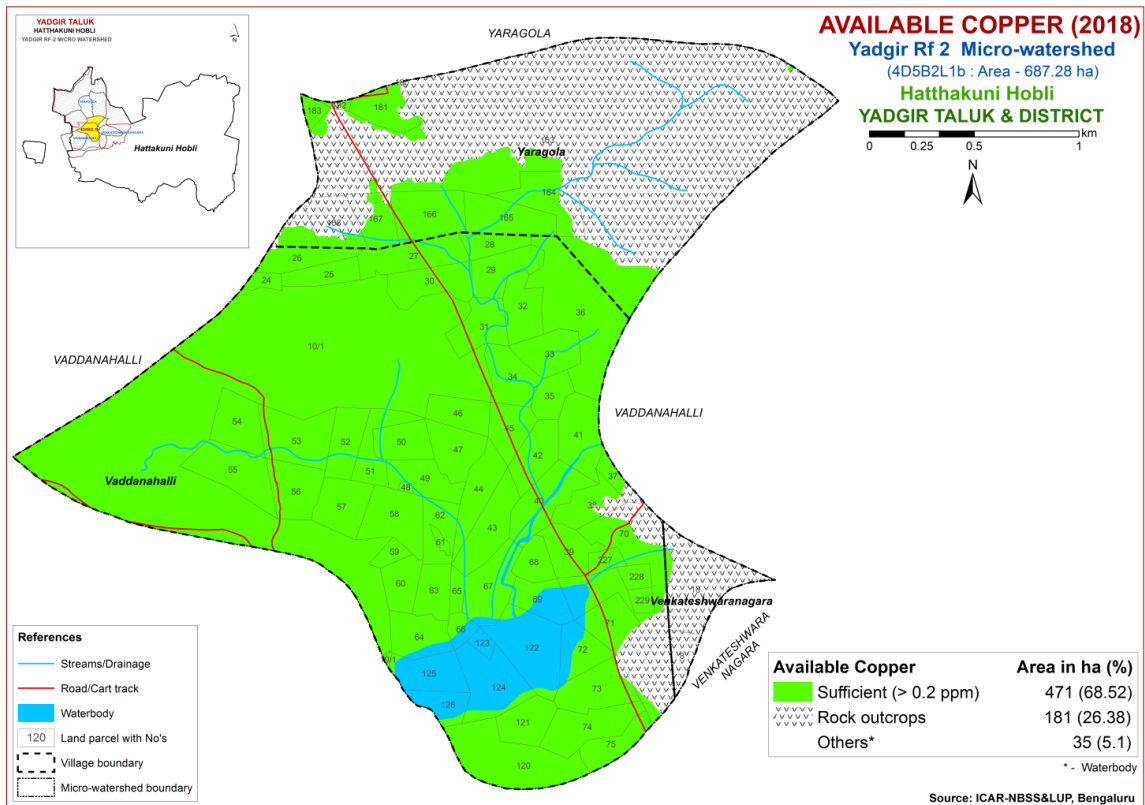 YADGIR TALUK
HATTHAKUNI HOBLI
YADGIR RF-2 MICRO WATERSHED
N
Hattakuni Hobli
AVAILABLE COPPER (2018)
Yadgir Rf 2 Micro-watershed
(4D5B2L1b : Area - 687.28 ha)
Hatthakuni Hobli
YADGIR TALUK & DISTRICT
km
0 0.25 0.5 1
N
YARAGOLA
183
181
163
Yaragola
164
168
167
166
165
28
26
27
25
24
30
29
32
36
31
10/1
33
VADDANAHALLI
34
35
VADDANAHALLI
46
54
45
41
53
52
50
47
42
55
51
49
37
Vaddanahalli
48
44
56
40
57
38
58
62
43
70
61
59
39
68
227
60
63
65
67
228
18
69
229
Venkateshwaranagara
66
71
64
123
122
72
10/1
8
VENKATESHWARA
NAGARA
125
124
73
126
121
74
75
120
References
Streams/Drainage
Road/Cart track
Waterbody
120 Land parcel with No's
Village boundary
Micro-watershed boundary
Available Copper Area in ha (%)
Sufficient (> 0.2 ppm) 471 (68.52)
Rock outcrops 181 (26.38)
Others* 35 (5.1)
* - Waterbody
Source: ICAR-NBSS&LUP, Bengaluru